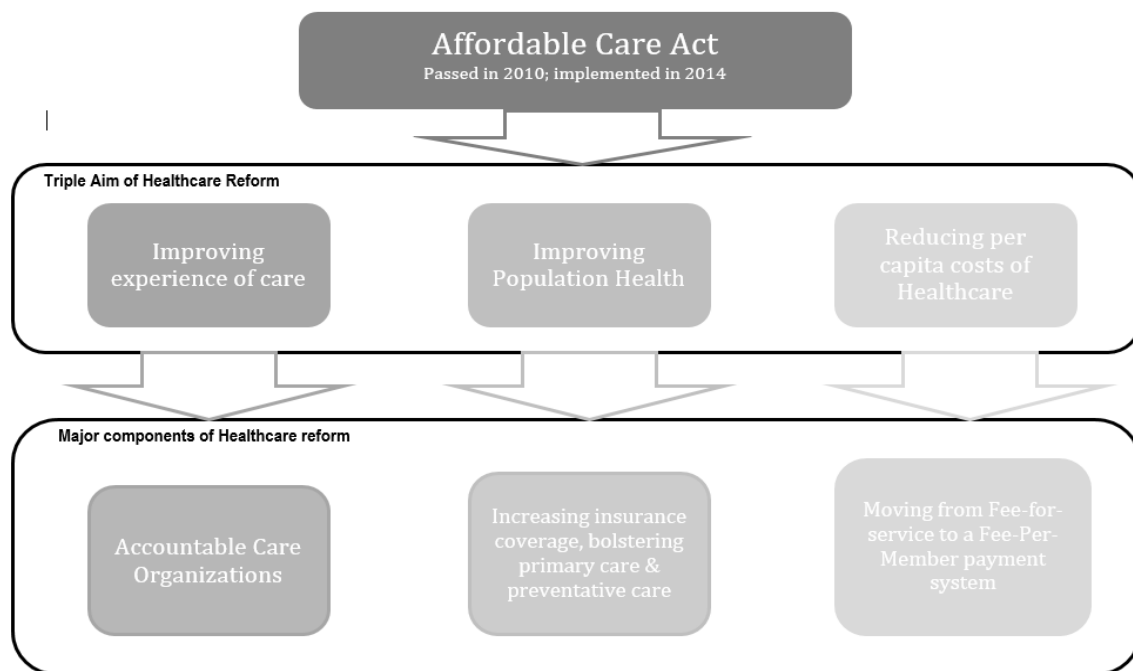 Affordable Care Act
Passed in 2010; implemented in 2014
Triple Aim of Healthcare Reform
Improving
experience of care
Improving
Population Health
Reducing per
capita costs of
Healthcare
Major components of Healthcare reform
Accountable Care
Organizations
Increasing insurance
coverage, bolstering
primary care &
preventative care
Moving from Fee-for-
service to a Fee-Per-
Member payment
system